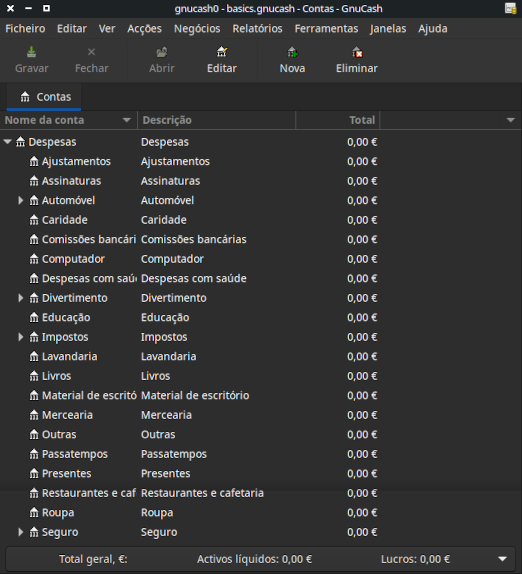 gnucash0 - basics.gnucash - Contas - GnuCash
Ficheiro Editar Ver Acções Negócios Relatórios Ferramentas Janelas Ajuda
Gravar Fechar Abrir Editar Nova Eliminar
Contas
Nome da conta Descrição Total
Despesas Despesas 0,00 €
Ajustamentos Ajustamentos 0,00 €
Assinaturas Assinaturas 0,00 €
Automóvel Automóvel 0,00 €
Caridade Caridade 0,00 €
Comissões bancári Comissões bancárias 0,00 €
Computador Computador 0,00 €
Despesas com saú Despesas com saúde 0,00 €
Divertimento Divertimento 0,00 €
Educação Educação 0,00 €
Impostos Impostos 0,00 €
Lavandaria Lavandaria 0,00 €
Livros Livros 0,00 €
Material de escritó Material de escritório 0,00 €
Mercearia Mercearia 0,00 €
Outras Outras 0,00 €
Passatempos Passatempos 0,00 €
Presentes Presentes 0,00 €
Restaurantes e caf Restaurantes e cafetaria 0,00 €
Roupa Roupa 0,00 €
Seguro Seguro 0,00 €
Total geral, €: Activos líquidos: 0,00 € Lucros: 0,00 €